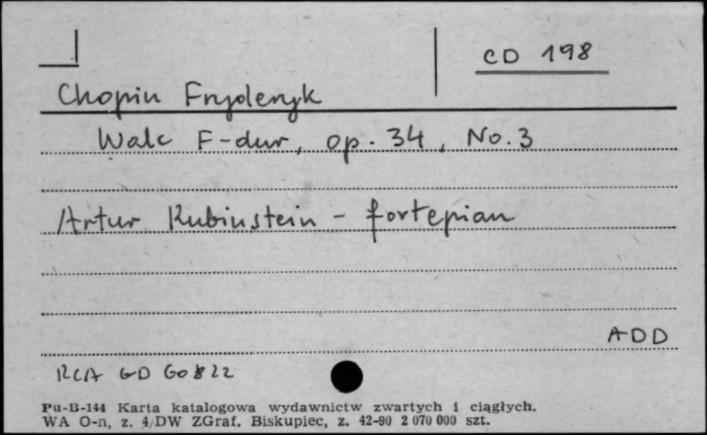 CD 198
Chopin Fryderyk
Walc F-dur, op. 34, No. 3
Artur Rubinstein - fortepian
ADD
RCA GD 60822
Pu-B-144 Karta katalogowa wydawnictw zwartych i ciągłych.
WA O-n, z. 4/DW ZGraf. Biskupiec, z. 42-90 2 070 000 szt.